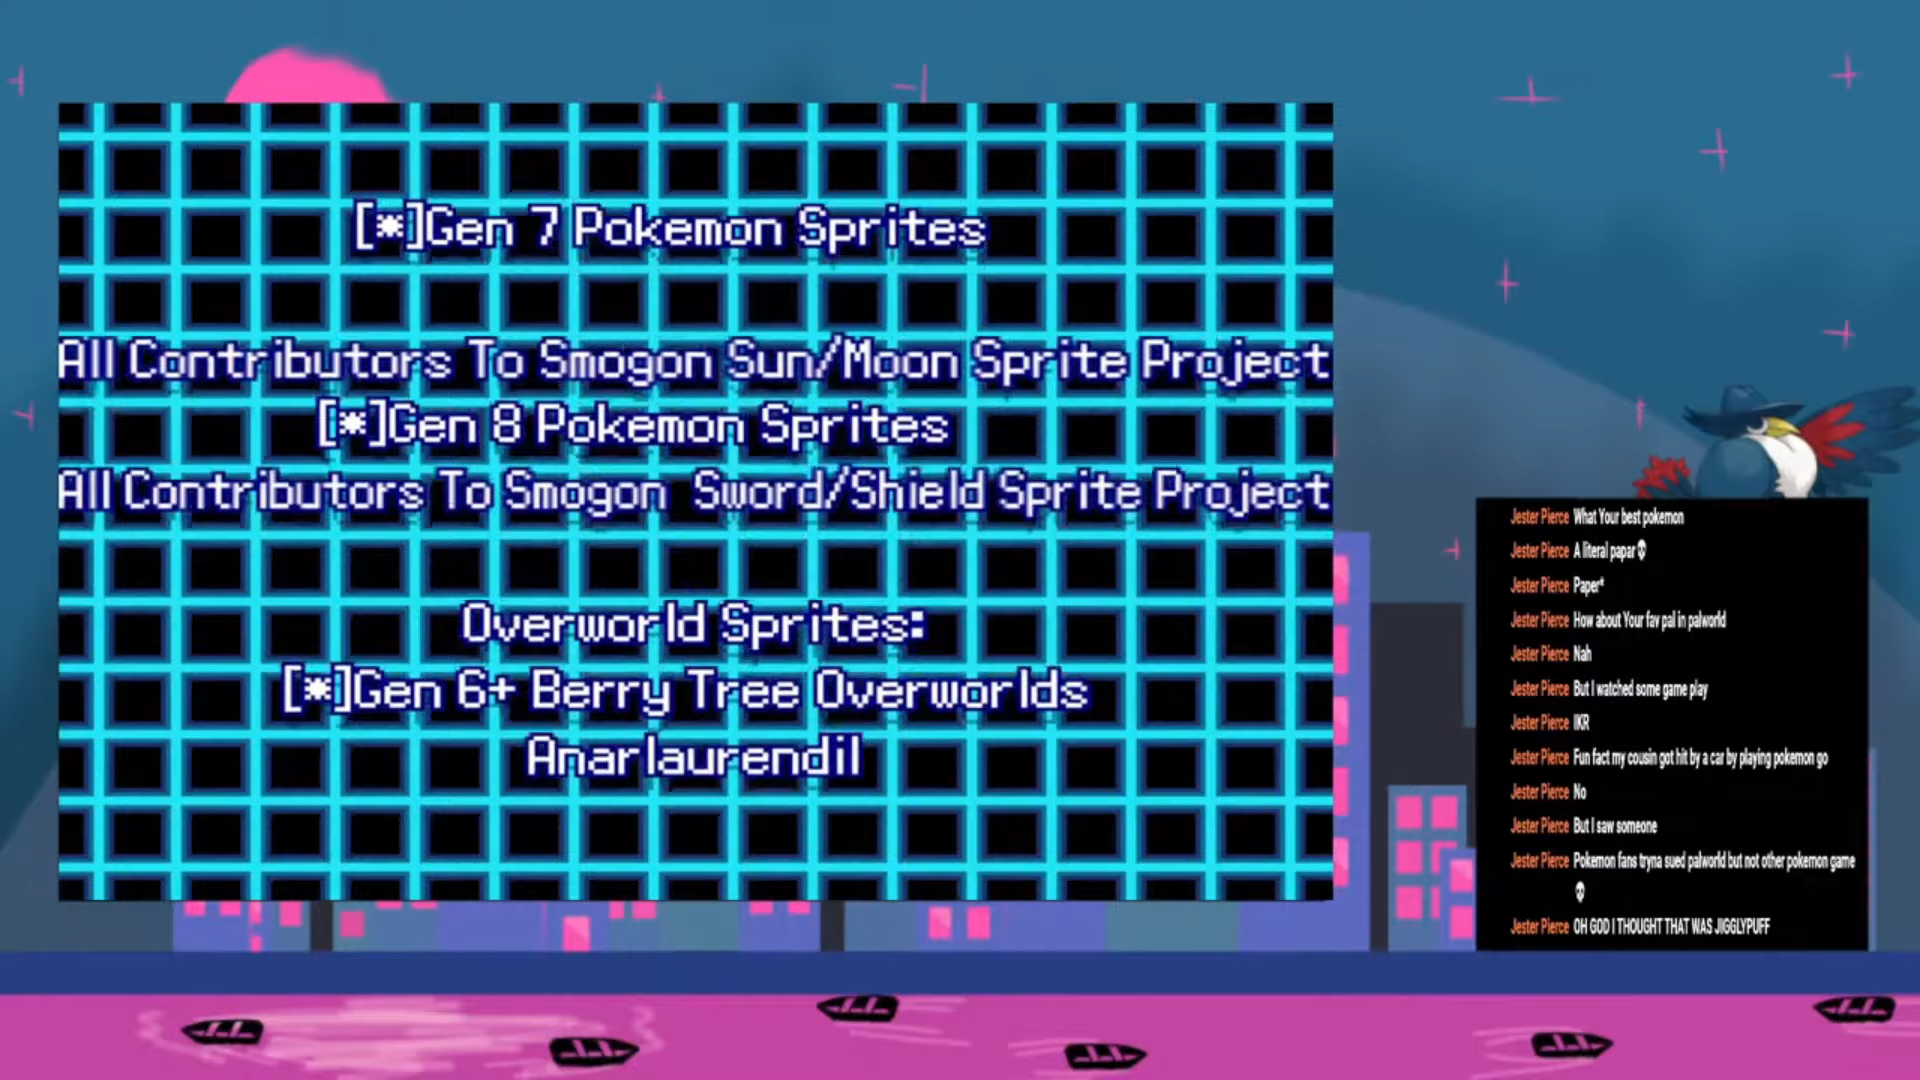 [*]Gen 7 Pokemon Sprites
All Contributors To Smogon Sun/Moon Sprite Project
[*]Gen 8 Pokemon Sprites
All Contributors To Smogon Sword/Shield Sprite Project
Overworld Sprites:
[*]Gen 6+ Berry Tree Overworlds
Anarlaurendil
Jester Pierce What Your best pokemon
Jester Pierce A literal papar💀
Jester Pierce Paper*
Jester Pierce How about Your fav pal in palworld
Jester Pierce Nah
Jester Pierce But I watched some game play
Jester Pierce IKR
Jester Pierce Fun fact my cousin got hit by a car by playing pokemon go
Jester Pierce No
Jester Pierce But I saw someone
Jester Pierce Pokemon fans tryna sued palworld but not other pokemon game
💀
Jester Pierce OH GOD I THOUGHT THAT WAS JIGGLYPUFF